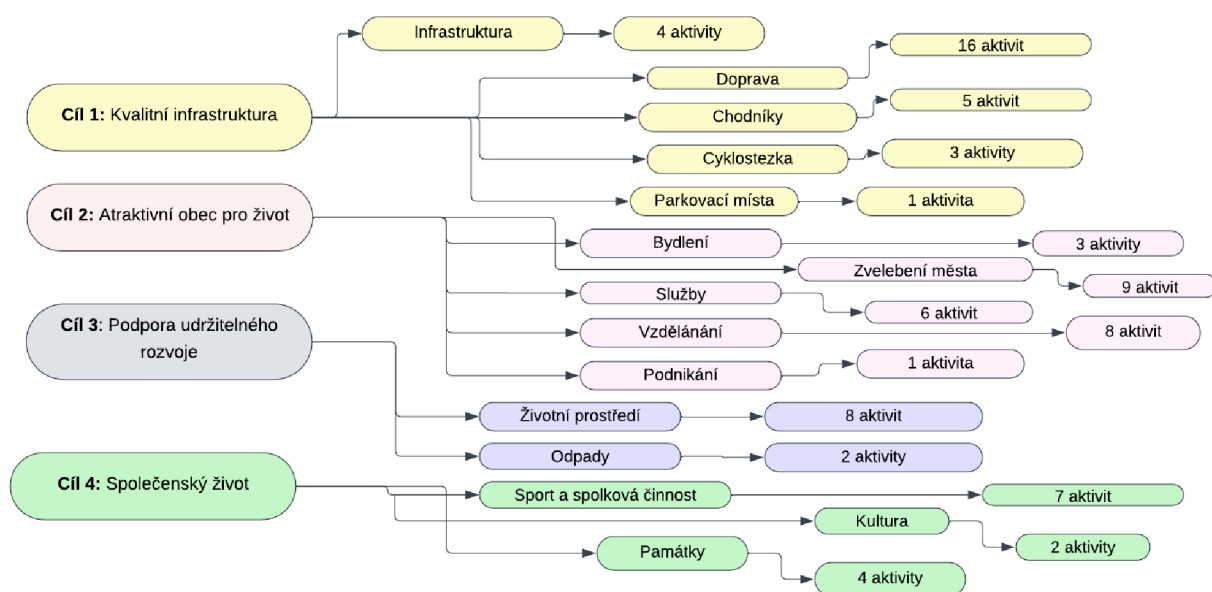 Infrastruktura
4 aktivity
16 aktivit
Doprava
Cíl 1: Kvalitní infrastruktura
Chodníky
5 aktivit
Cyklostezka
3 aktivity
Parkovací místa
1 aktivita
Cíl 2: Atraktivní obec pro život
Bydlení
3 aktivity
Zvelebení města
9 aktivit
Služby
6 aktivit
Vzdělánání
8 aktivit
Podnikání
1 aktivita
Cíl 3: Podpora udržitelného
rozvoje
Životní prostředí
8 aktivit
Odpady
2 aktivity
Cíl 4: Společenský život
Sport a spolková činnost
7 aktivit
Kultura
2 aktivity
Památky
4 aktivity